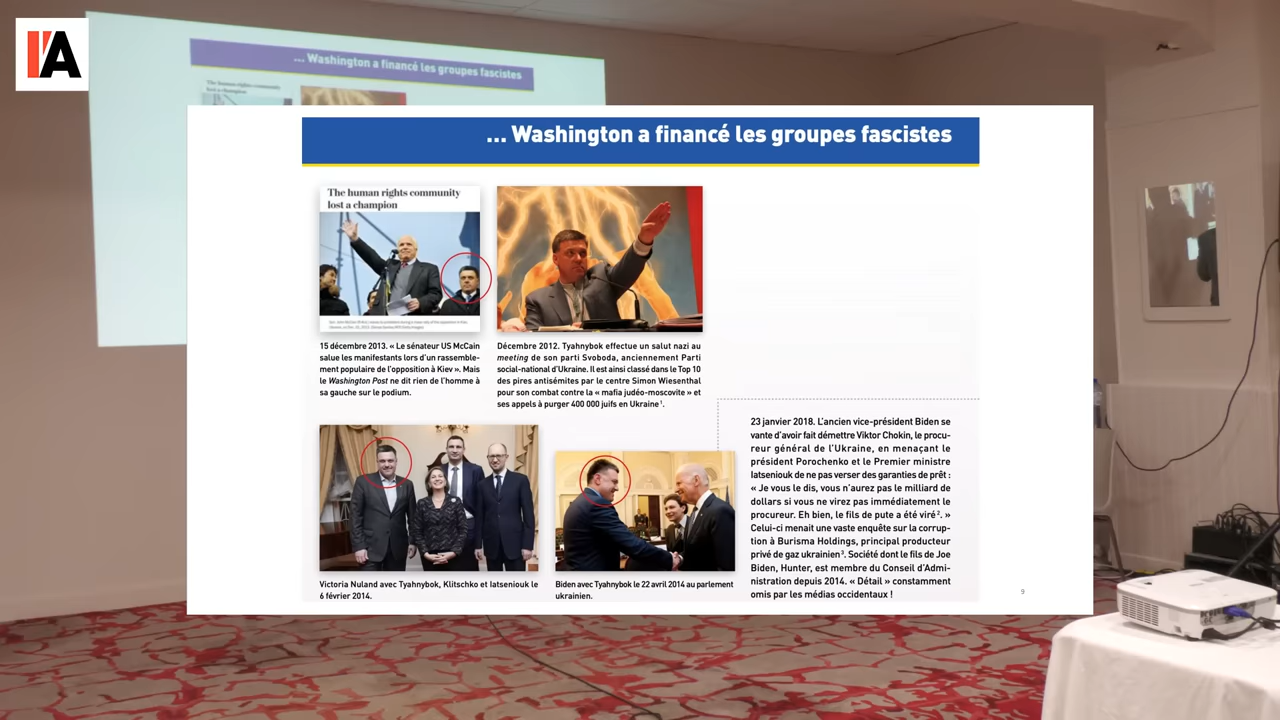 I'A
... Washington a financé les groupes fascistes
The human rights community
lost a champion
... Washington a financé les groupes fascistes
The human rights community
lost a champion
15 décembre 2013. « Le sénateur US McCain
salue les manifestants lors d'un rassemble-
ment populaire de l'opposition à Kiev ». Mais
le Washington Post ne dit rien de l'homme à
sa gauche sur le podium.
Décembre 2012. Tyahnybok effectue un salut nazi au
meeting de son parti Svoboda, anciennement Parti
social-national d'Ukraine. Il est ainsi classé dans le Top 10
des pires antisémites par le centre Simon Wiesenthal
pour son combat contre la « mafia judéo-moscovite » et
ses appels à purger 400 000 juifs en Ukraine¹.
Victoria Nuland avec Tyahnybok, Klitschko et Iatseniouk le
6 février 2014.
Biden avec Tyahnybok le 22 avril 2014 au parlement
ukrainien.
23 janvier 2018. L'ancien vice-président Biden se
vante d'avoir fait démettre Viktor Chokin, le procu-
reur général de l'Ukraine, en menaçant le
président Porochenko et le Premier ministre
Iatseniouk de ne pas verser des garanties de prêt :
« Je vous le dis, vous n'aurez pas le milliard de
dollars si vous ne virez pas immédiatement le
procureur. Eh bien, le fils de pute a été viré². »
Celui-ci menait une vaste enquête sur la corrup-
tion à Burisma Holdings, principal producteur
privé de gaz ukrainien³. Société dont le fils de Joe
Biden, Hunter, est membre du Conseil d'Admi-
nistration depuis 2014. « Détail » constamment
omis par les médias occidentaux !
9